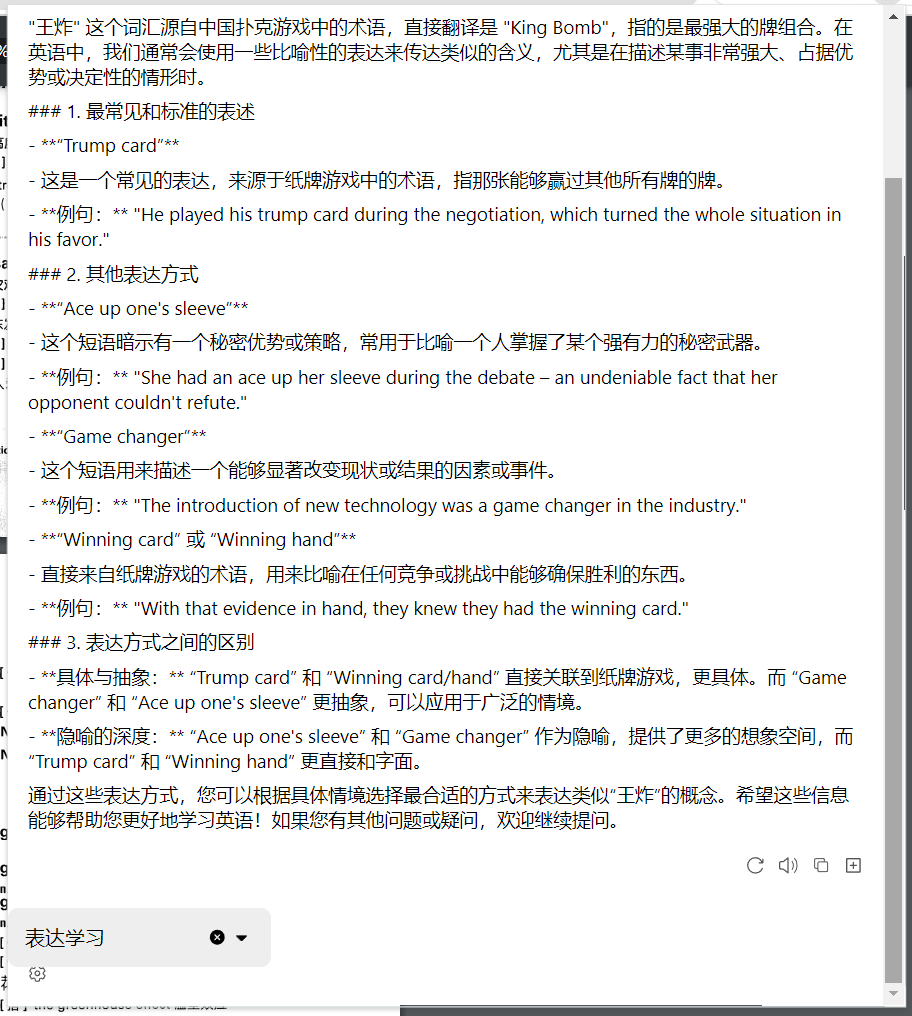 "王炸" 这个词汇源自中国扑克游戏中的术语，直接翻译是 "King Bomb"，指的是最强大的牌组合。在
英语中，我们通常会使用一些比喻性的表达来传达类似的含义，尤其是在描述某事非常强大、占据优
势或决定性的情形时。
### 1. 最常见和标准的表述
- **“Trump card”**
- 这是一个常见的表达，来源于纸牌游戏中的术语，指那张能够赢过其他所有牌的牌。
- **例句：** "He played his trump card during the negotiation, which turned the whole situation in
his favor."
### 2. 其他表达方式
- **“Ace up one's sleeve”**
- 这个短语暗示有一个秘密优势或策略，常用于比喻一个人掌握了某个强有力的秘密武器。
- **例句：** "She had an ace up her sleeve during the debate – an undeniable fact that her
opponent couldn't refute."
- **“Game changer”**
- 这个短语用来描述一个能够显著改变现状或结果的因素或事件。
- **例句：** "The introduction of new technology was a game changer in the industry."
- **“Winning card” 或 “Winning hand”**
- 直接来自纸牌游戏的术语，用来比喻在任何竞争或挑战中能够确保胜利的东西。
- **例句：** "With that evidence in hand, they knew they had the winning card."
### 3. 表达方式之间的区别
- **具体与抽象：** “Trump card” 和 “Winning card/hand” 直接关联到纸牌游戏，更具体。而 “Game
changer” 和 “Ace up one's sleeve” 更抽象，可以应用于广泛的情境。
- **隐喻的深度：** “Ace up one's sleeve” 和 “Game changer” 作为隐喻，提供了更多的想象空间，而
“Trump card” 和 “Winning hand” 更直接和字面。
通过这些表达方式，您可以根据具体情境选择最合适的方式来表达类似“王炸”的概念。希望这些信息
能够帮助您更好地学习英语！如果您有其他问题或疑问，欢迎继续提问。
表达学习